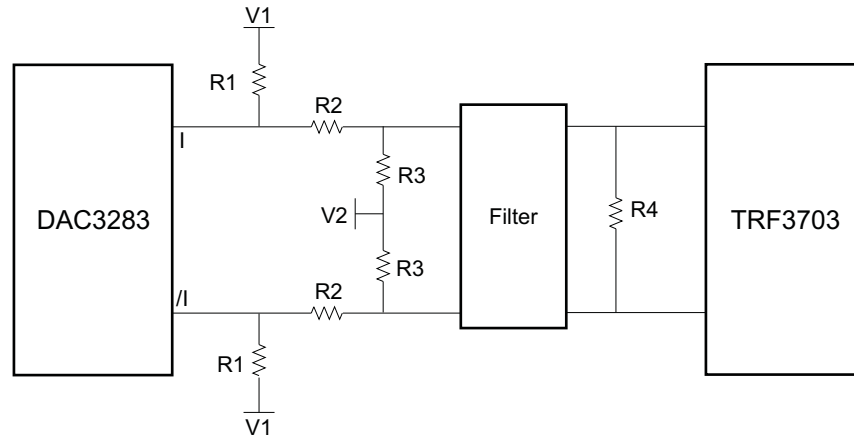 V1
R1
R2
I
R3
DAC3283
V2
Filter
R4
TRF3703
R3
/I
R2
R1
V1